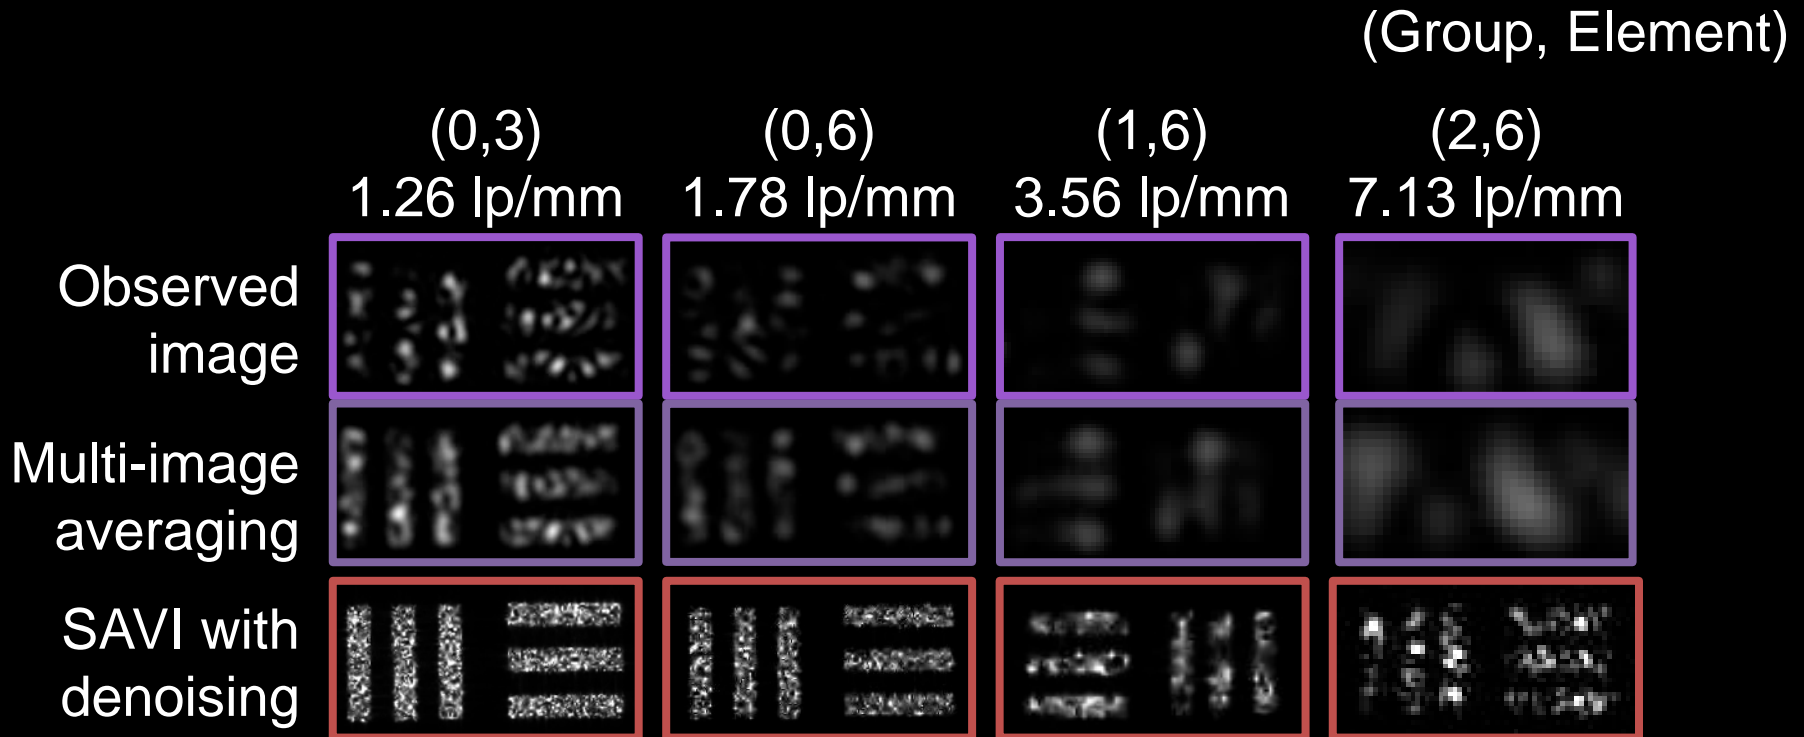 (Group, Element)
(0,3) (0,6) (1,6) (2,6)
1.26 lp/mm 1.78 lp/mm 3.56 lp/mm 7.13 lp/mm
Observed
image
Multi-image
averaging
SAVI with
denoising